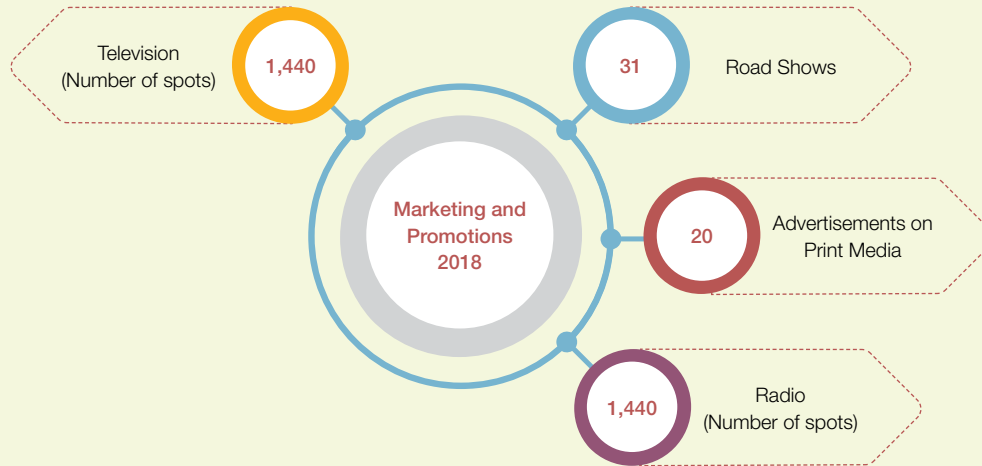 Television
(Number of spots)
1,440
31
Road Shows
Marketing and
Promotions
2018
20
Advertisements on
Print Media
1,440
Radio
(Number of spots)